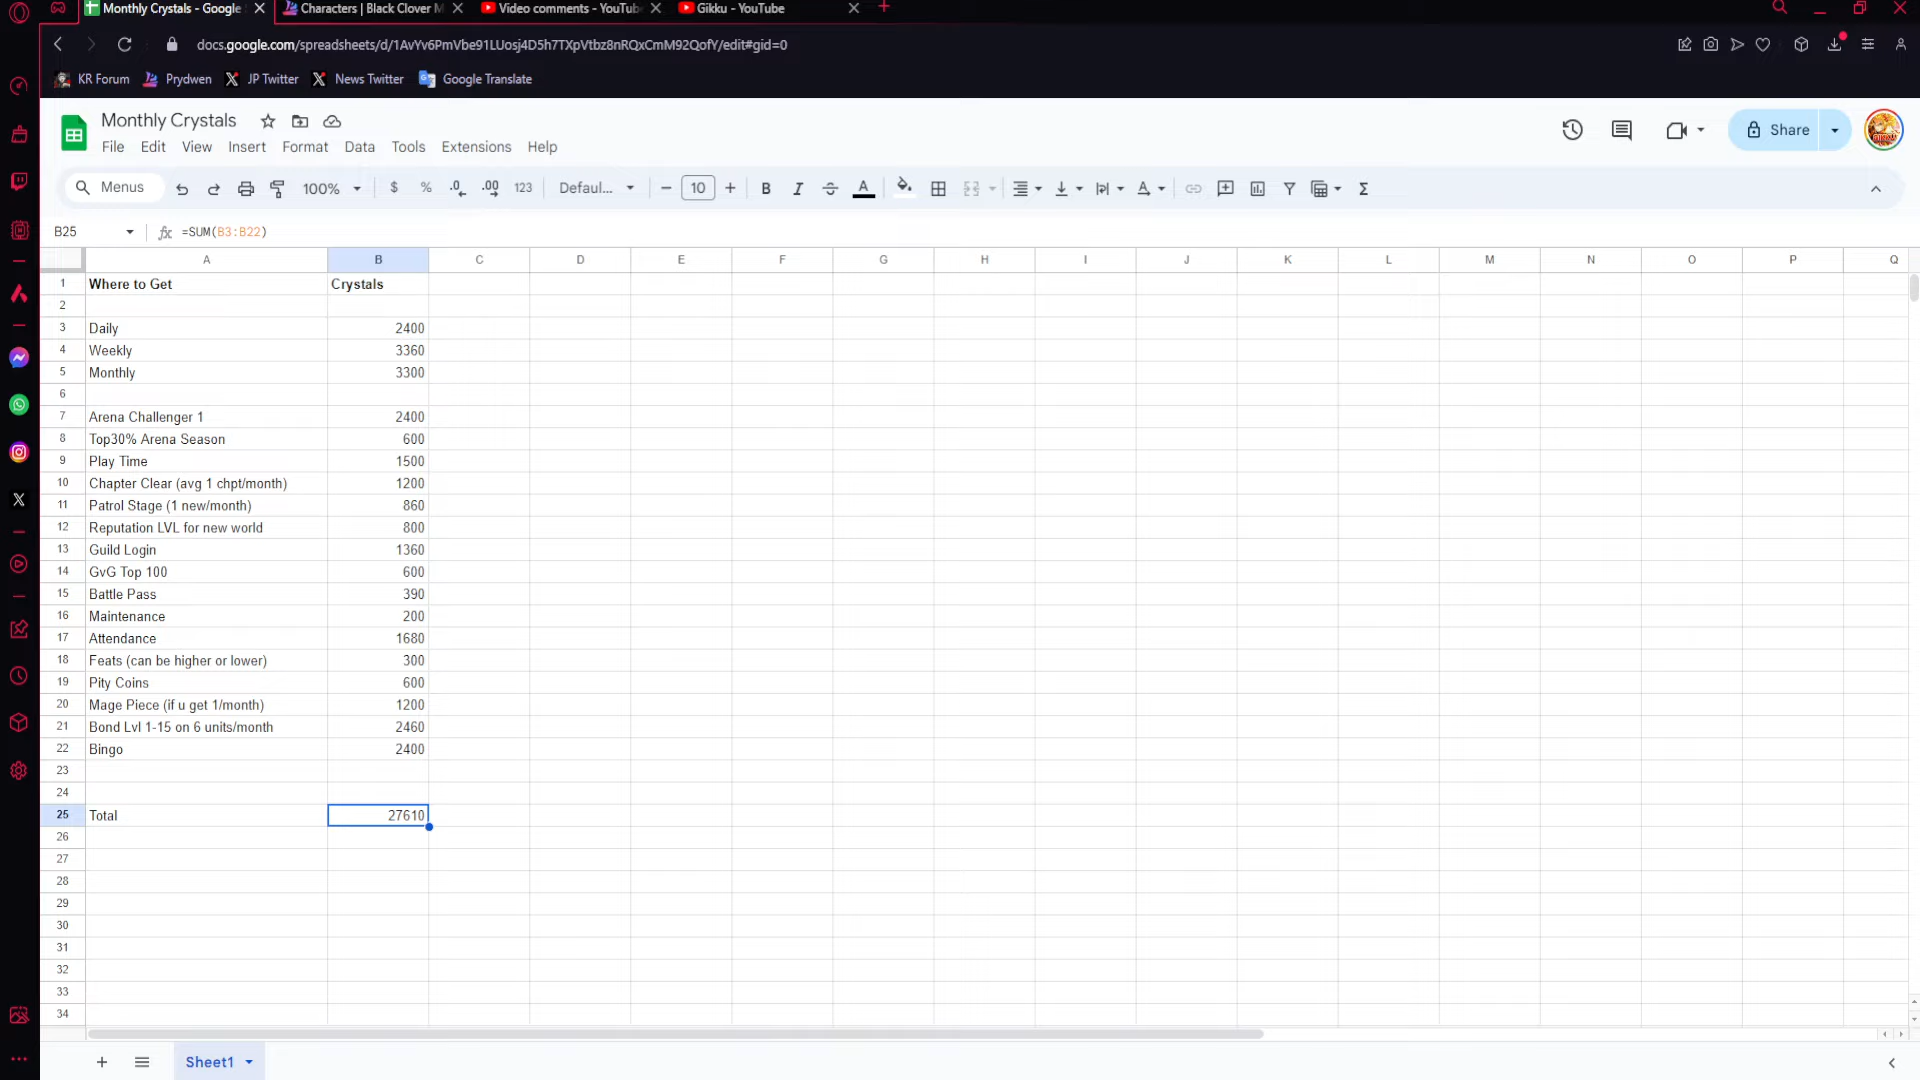 Monthly Crystals - Google
Characters | Black Clover M
Video comments - YouTub
Gikku - YouTube
docs.google.com/spreadsheets/d/1AvYv6PmVbe91LUosj4D5h7TXpVtbz8nRQxCmM92QofY/edit#gid=0
KR Forum Prydwen JP Twitter News Twitter Google Translate
Monthly Crystals
File Edit View Insert Format Data Tools Extensions Help
Share
Menus 100% $ % .0 .00 123 Defaul... 10 B I A Σ
B25 fx =SUM(B3:B22)
A B C D E F G H I J K L M N O P Q
1 Where to Get Crystals
2
3 Daily 2400
4 Weekly 3360
5 Monthly 3300
6
7 Arena Challenger 1 2400
8 Top30% Arena Season 600
9 Play Time 1500
10 Chapter Clear (avg 1 chpt/month) 1200
11 Patrol Stage (1 new/month) 860
12 Reputation LVL for new world 800
13 Guild Login 1360
14 GvG Top 100 600
15 Battle Pass 390
16 Maintenance 200
17 Attendance 1680
18 Feats (can be higher or lower) 300
19 Pity Coins 600
20 Mage Piece (if u get 1/month) 1200
21 Bond Lvl 1-15 on 6 units/month 2460
22 Bingo 2400
23
24
25 Total 27610
26
27
28
29
30
31
32
33
34
Sheet1